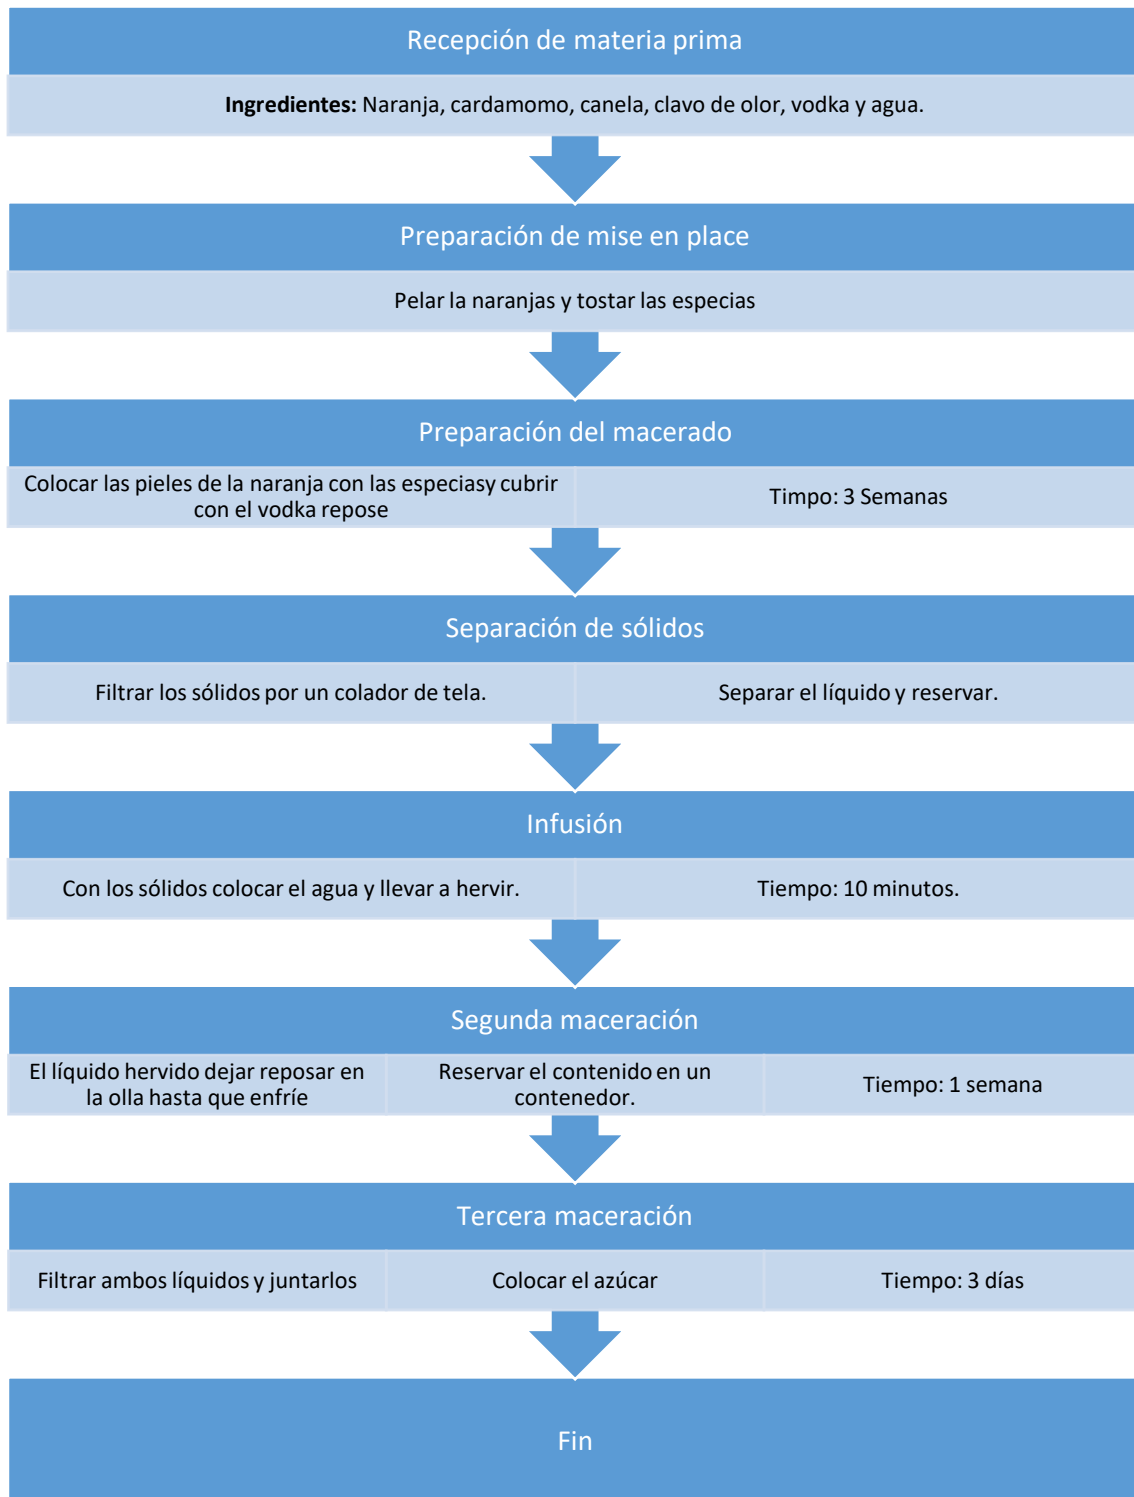 Recepción de materia prima
Ingredientes: Naranja, cardamomo, canela, clavo de olor, vodka y agua.
Preparación de mise en place
Pelar la naranjas y tostar las especias
Preparación del macerado
Colocar las pieles de la naranja con las especiasy cubrir
con el vodka repose
Timpo: 3 Semanas
Separación de sólidos
Filtrar los sólidos por un colador de tela.
Separar el líquido y reservar.
Infusión
Con los sólidos colocar el agua y llevar a hervir.
Tiempo: 10 minutos.
Segunda maceración
El líquido hervido dejar reposar en
la olla hasta que enfríe
Reservar el contenido en un
contenedor.
Tiempo: 1 semana
Tercera maceración
Filtrar ambos líquidos y juntarlos
Colocar el azúcar
Tiempo: 3 días
Fin